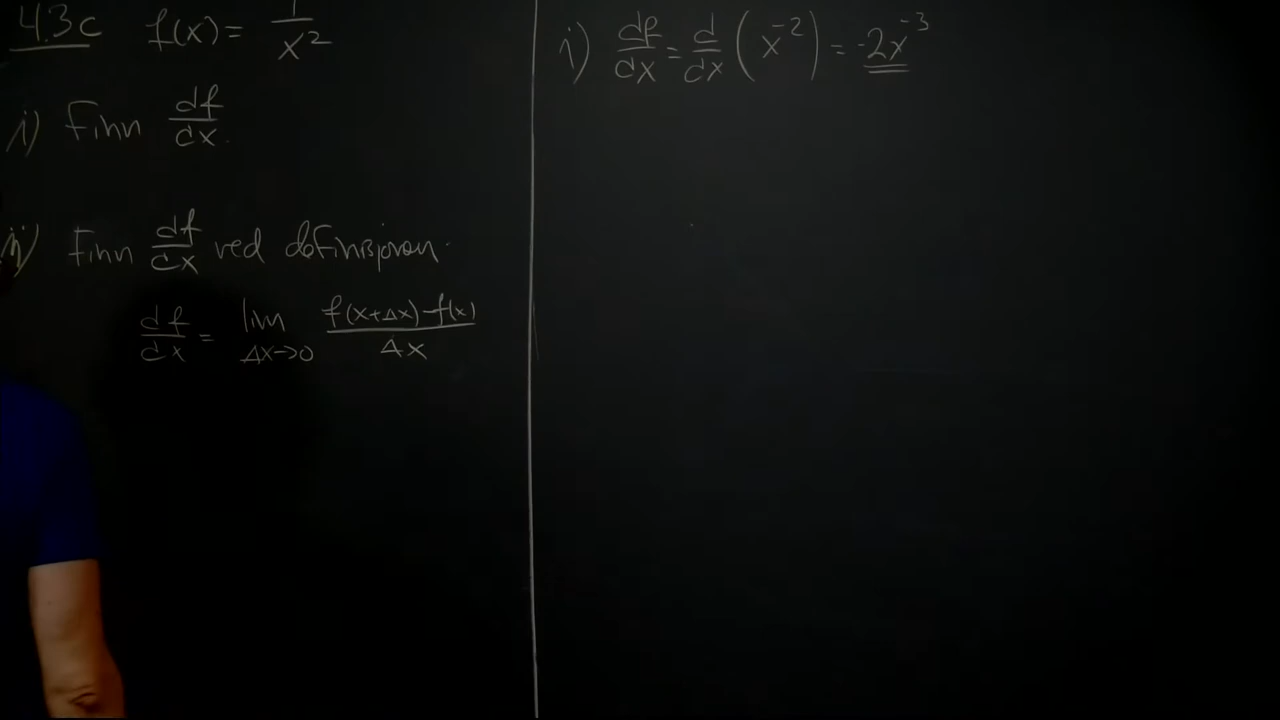 4.3c f(x) = 1/x²
i) Finn df/dx.
ii) Finn df/dx ved definisjonen.
df/dx = lim Δx→0 (f(x+Δx)-f(x))/Δx
i) df/dx = d/dx (x⁻²) = -2x⁻³